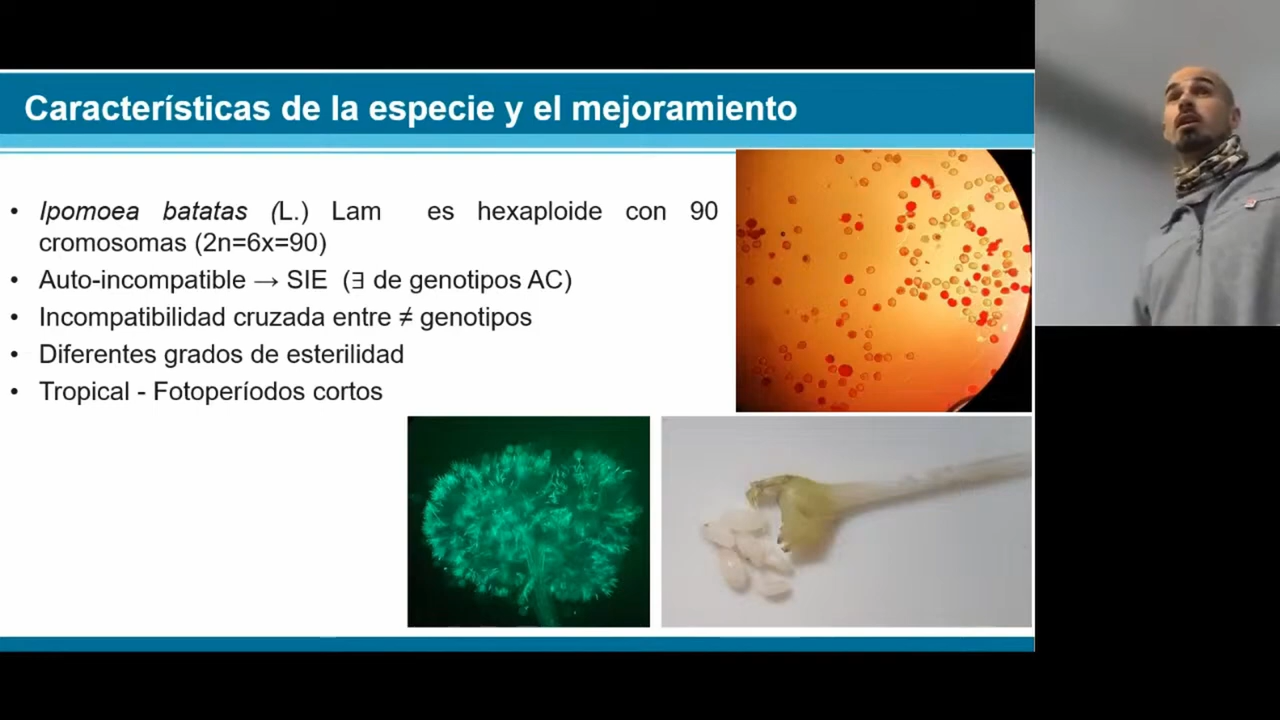 Características de la especie y el mejoramiento
• Ipomoea batatas (L.) Lam es hexaploide con 90
cromosomas (2n=6x=90)
• Auto-incompatible → SIE (∃ de genotipos AC)
• Incompatibilidad cruzada entre ≠ genotipos
• Diferentes grados de esterilidad
• Tropical - Fotoperíodos cortos